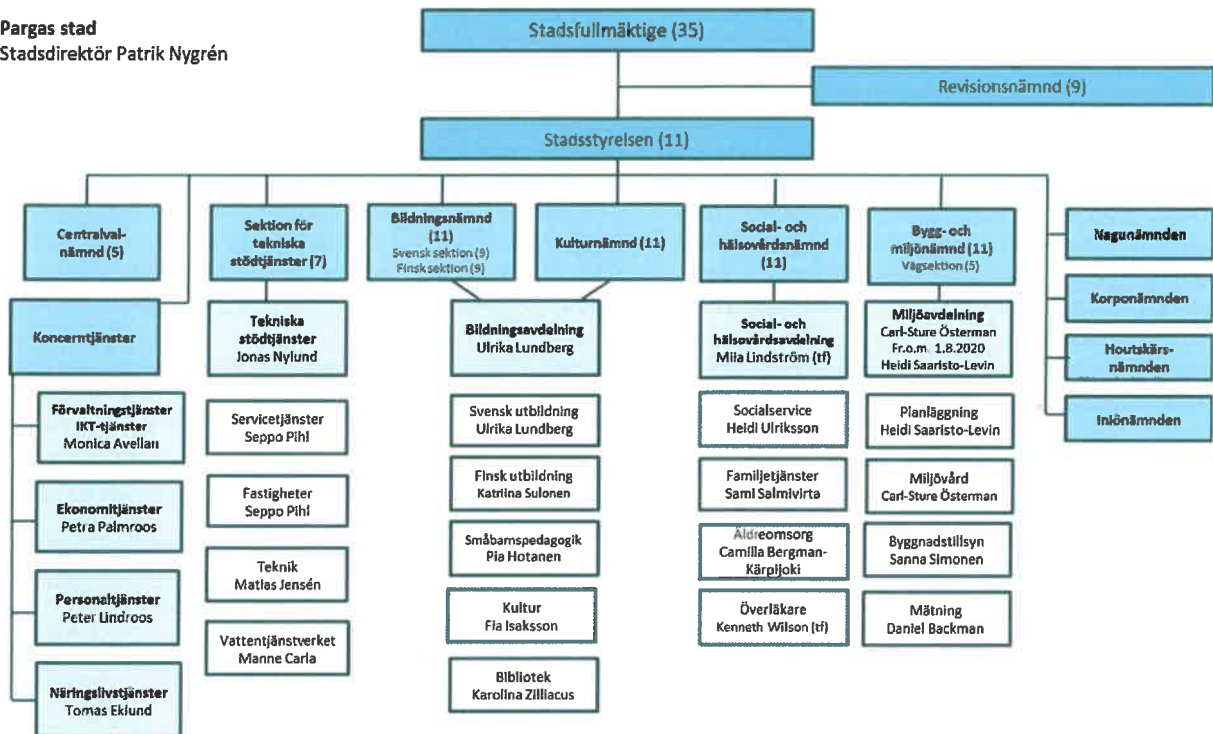 Pargas stad
Stadsdirektör Patrik Nygrén
Stadsfullmäktige (35)
Revisionsnämnd (9)
Stadsstyrelsen (11)
Centralval-
nämnd (5)
Sektion för
tekniska
stödtjänster (7)
Bildningsnämnd
(11)
Svensk sektion (9)
Finsk sektion (9)
Kulturnämnd (11)
Social- och
hälsovårdsnämnd
(11)
Bygg- och
miljönämnd (11)
Vägsektion (5)
Nagunämnden
Korponämnden
Houtskärs-
nämnden
Iniönämnden
Koncerntjänster
Förvaltningstjänster
IKT-tjänster
Monica Avellan
Ekonomitjänster
Petra Palmroos
Personaltjänster
Peter Lindroos
Näringslivstjänster
Tomas Eklund
Tekniska
stödtjänster
Jonas Nylund
Servicetjänster
Seppo Pihl
Fastigheter
Seppo Pihl
Teknik
Matias Jensén
Vattentjänstverket
Manne Carla
Bildningsavdelning
Ulrika Lundberg
Svensk utbildning
Ulrika Lundberg
Finsk utbildning
Katriina Sulonen
Småbarnspedagogik
Pia Hotanen
Kultur
Fia Isaksson
Bibliotek
Karolina Zilliacus
Social- och
hälsovårdsavdelning
Miia Lindström (tf)
Socialservice
Heidi Ulriksson
Familjetjänster
Sami Salmivirta
Äldreomsorg
Camilla Bergman-
Kärpijoki
Överläkare
Kenneth Wilson (tf)
Miljöavdelning
Carl-Sture Österman
Fr.o.m. 1.8.2020
Heidi Saaristo-Levin
Planläggning
Heidi Saaristo-Levin
Miljövård
Carl-Sture Österman
Byggnadstillsyn
Sanna Simonen
Mätning
Daniel Backman